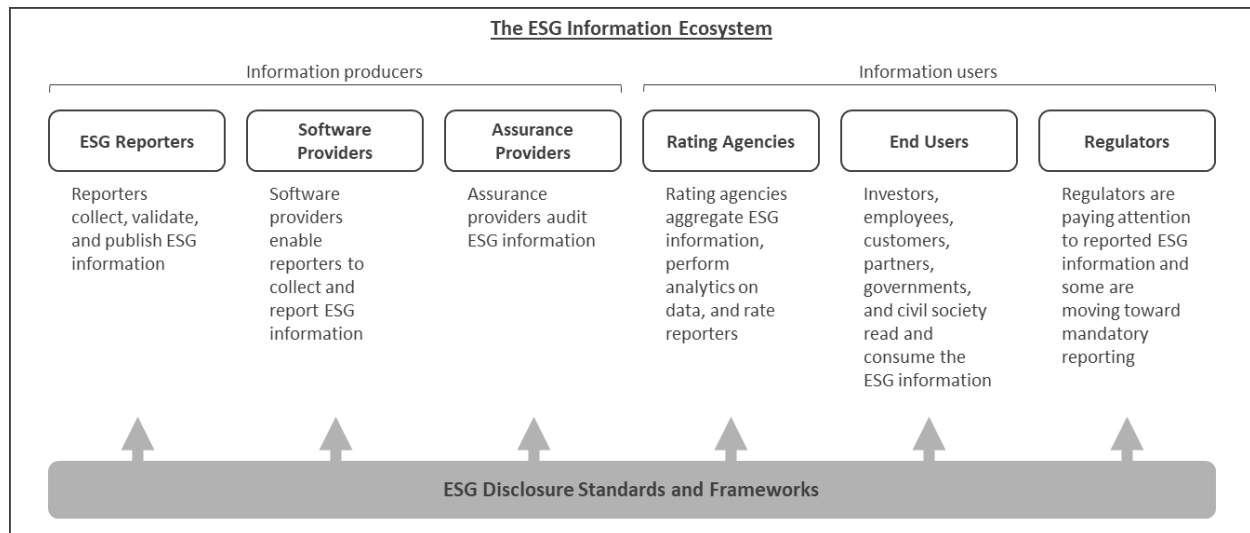 The ESG Information Ecosystem
Information producers
Information users
ESG Reporters
Software
Providers
Assurance
Providers
Rating Agencies
End Users
Regulators
Reporters
collect, validate,
and publish ESG
information
Software
providers
enable
reporters to
collect and
report ESG
information
Assurance
providers audit
ESG information
Rating agencies
aggregate ESG
information,
perform
analytics on
data, and rate
reporters
Investors,
employees,
customers,
partners,
governments,
and civil society
read and
consume the
ESG information
Regulators are
paying attention
to reported ESG
information and
some are
moving toward
mandatory
reporting
ESG Disclosure Standards and Frameworks